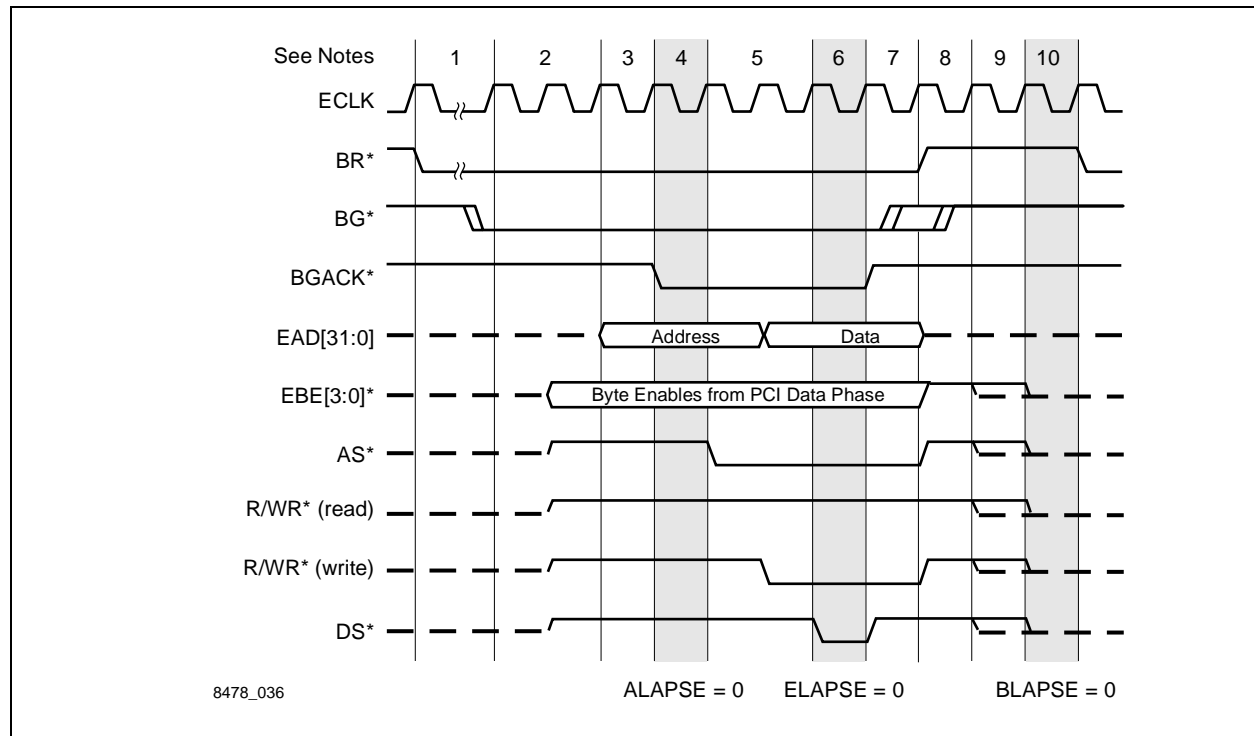 See Notes 1 2 3 4 5 6 7 8 9 10
ECLK
BR*
BG*
BGACK*
EAD[31:0] Address Data
EBE[3:0]* Byte Enables from PCI Data Phase
AS*
R/WR* (read)
R/WR* (write)
DS*
8478_036 ALAPSE = 0 ELAPSE = 0 BLAPSE = 0